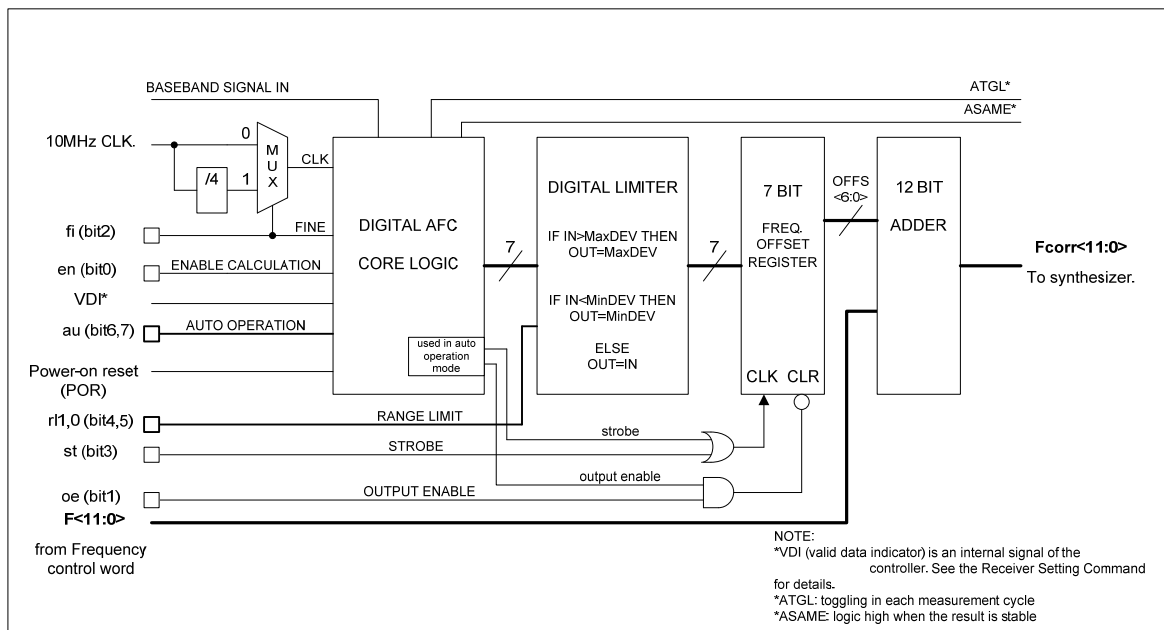 BASEBAND SIGNAL IN
ATGL*
ASAME*
10MHz CLK.
0
1
/4
M
U
X
CLK
fi (bit2)
FINE
en (bit0)
ENABLE CALCULATION
VDI*
au (bit6,7)
AUTO OPERATION
Power-on reset
(POR)
rl1,0 (bit4,5)
RANGE LIMIT
st (bit3)
STROBE
oe (bit1)
OUTPUT ENABLE
F<11:0>
from Frequency
control word
DIGITAL AFC
CORE LOGIC
used in auto
operation
mode
7
DIGITAL LIMITER
IF IN>MaxDEV THEN
OUT=MaxDEV
IF IN<MinDEV THEN
OUT=MinDEV
ELSE
OUT=IN
7
7 BIT
FREQ.
OFFSET
REGISTER
CLK CLR
strobe
output enable
OFFS
<6:0>
12 BIT
ADDER
Fcorr<11:0>
To synthesizer.
NOTE:
*VDI (valid data indicator) is an internal signal of the
controller. See the Receiver Setting Command
for details.
*ATGL: toggling in each measurement cycle
*ASAME: logic high when the result is stable